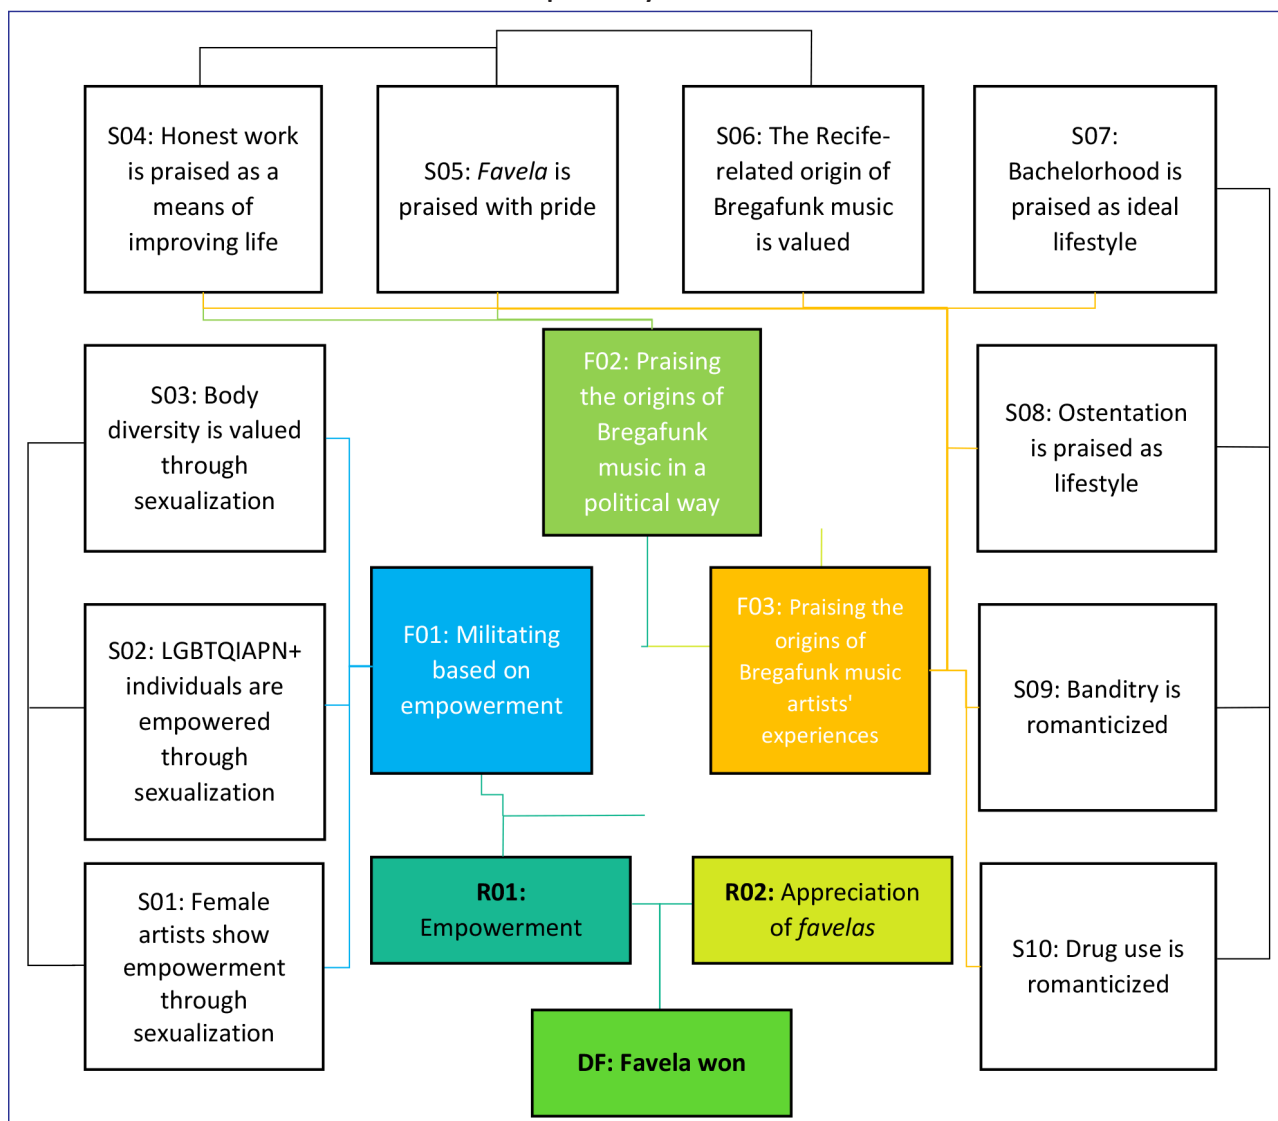 S04: Honest work
is praised as a
means of
improving life
S05: Favela is
praised with pride
S06: The Recife-
related origin of
Bregafunk music
is valued
S07:
Bachelorhood is
praised as ideal
lifestyle
S03: Body
diversity is valued
through
sexualization
F02: Praising
the origins of
Bregafunk
music in a
political way
S08: Ostentation
is praised as
lifestyle
S02: LGBTQIAPN+
individuals are
empowered
through
sexualization
F01: Militating
based on
empowerment
F03: Praising the
origins of
Bregafunk music
artists'
experiences
S09: Banditry is
romanticized
S01: Female
artists show
empowerment
through
sexualization
R01:
Empowerment
R02: Appreciation
of favelas
S10: Drug use is
romanticized
DF: Favela won